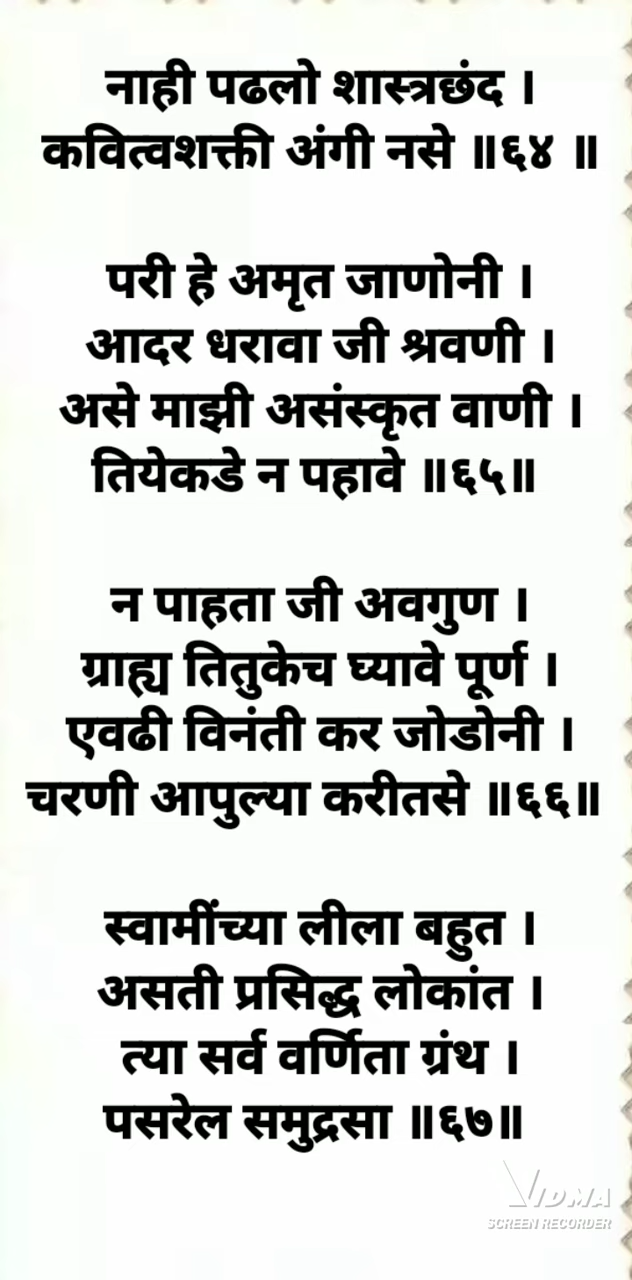 नाही पढलो शास्त्रछंद ।
कवित्वशक्ती अंगी नसे ॥६४ ॥
परी हे अमृत जाणोनी ।
आदर धरावा जी श्रवणी ।
असे माझी असंस्कृत वाणी ।
तियेकडे न पहावे ॥६५॥
न पाहता जी अवगुण ।
ग्राह्य तितुकेच घ्यावे पूर्ण ।
एवढी विनंती कर जोडोनी ।
चरणी आपुल्या करीतसे ॥६६॥
स्वामींच्या लीला बहुत ।
असती प्रसिद्ध लोकांत ।
त्या सर्व वर्णिता ग्रंथ ।
पसरेल समुद्रसा ॥६७॥
VIDMA
SCREEN RECORDER